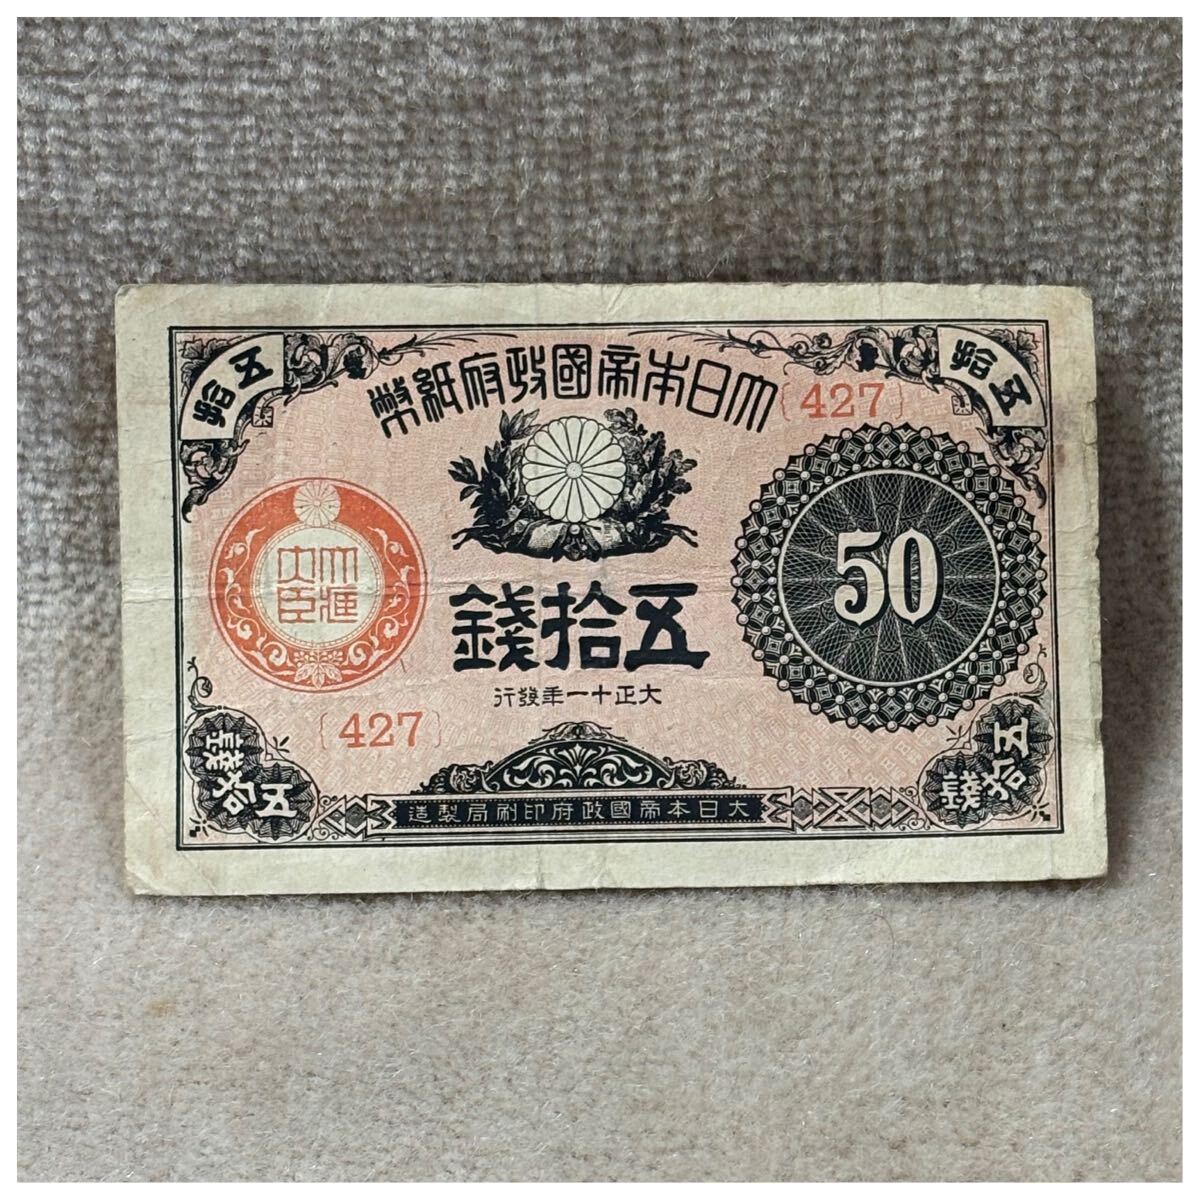 五拾
五拾
大日本帝國政府紙幣
{427}
大藏大臣
五拾錢
50
大正十一年發行
{427}
五拾錢
五拾錢
大日本帝國政府印刷局製造